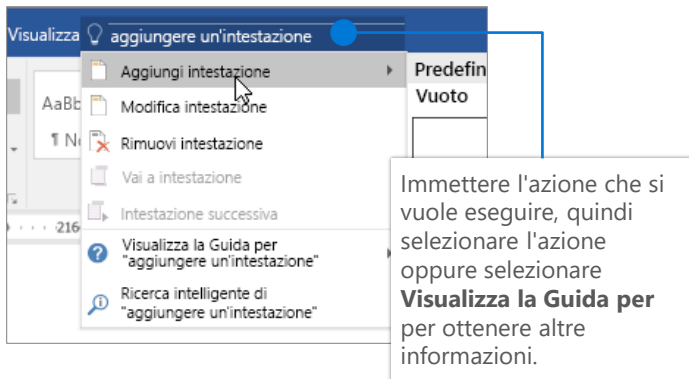 Visualizza aggiungere un'intestazione
Aggiungi intestazione
Predefin
Vuoto
AaBb
Modifica intestazione
¶ No
Rimuovi intestazione
Vai a intestazione
Intestazione successiva
216
Visualizza la Guida per
"aggiungere un'intestazione"
Ricerca intelligente di
"aggiungere un'intestazione"
Immettere l'azione che si
vuole eseguire, quindi
selezionare l'azione
oppure selezionare
Visualizza la Guida per
per ottenere altre
informazioni.